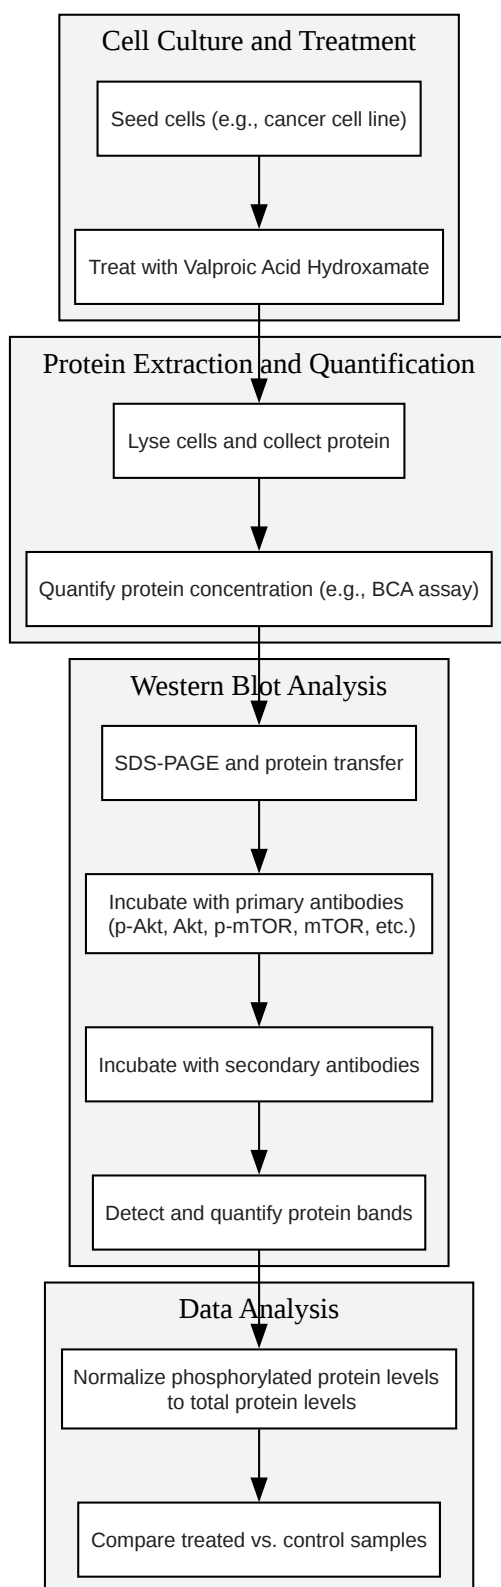 Cell Culture and Treatment
Seed cells (e.g., cancer cell line)
Treat with Valproic Acid Hydroxamate
Protein Extraction and Quantification
Lyse cells and collect protein
Quantify protein concentration (e.g., BCA assay)
Western Blot Analysis
SDS-PAGE and protein transfer
Incubate with primary antibodies
(p-Akt, Akt, p-mTOR, mTOR, etc.)
Incubate with secondary antibodies
Detect and quantify protein bands
Data Analysis
Normalize phosphorylated protein levels
to total protein levels
Compare treated vs. control samples